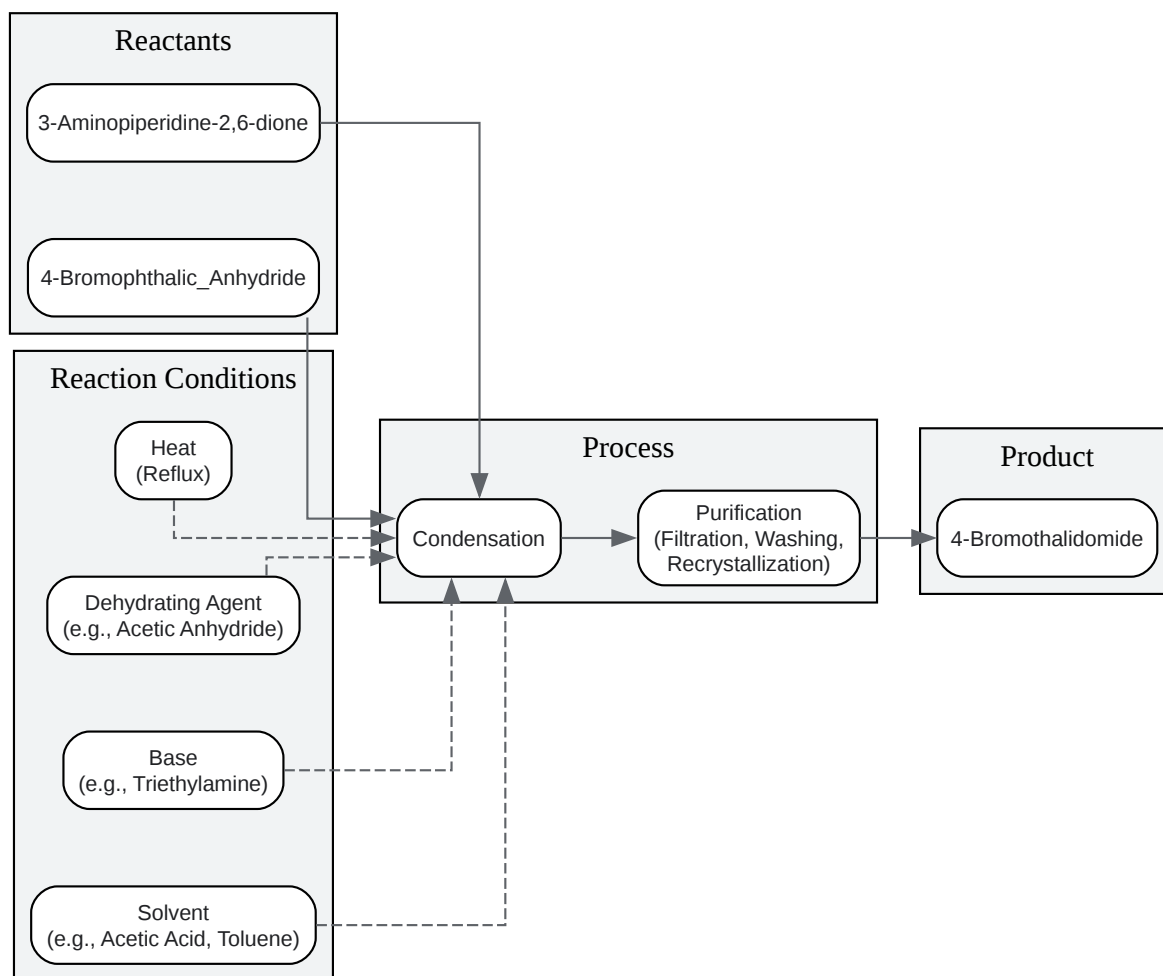 Reactants
3-Aminopiperidine-2,6-dione
4-Bromophthalic_Anhydride
Reaction Conditions
Heat
(Reflux)
Dehydrating Agent
(e.g., Acetic Anhydride)
Base
(e.g., Triethylamine)
Solvent
(e.g., Acetic Acid, Toluene)
Process
Condensation
Purification
(Filtration, Washing,
Recrystallization)
Product
4-Bromothalidomide